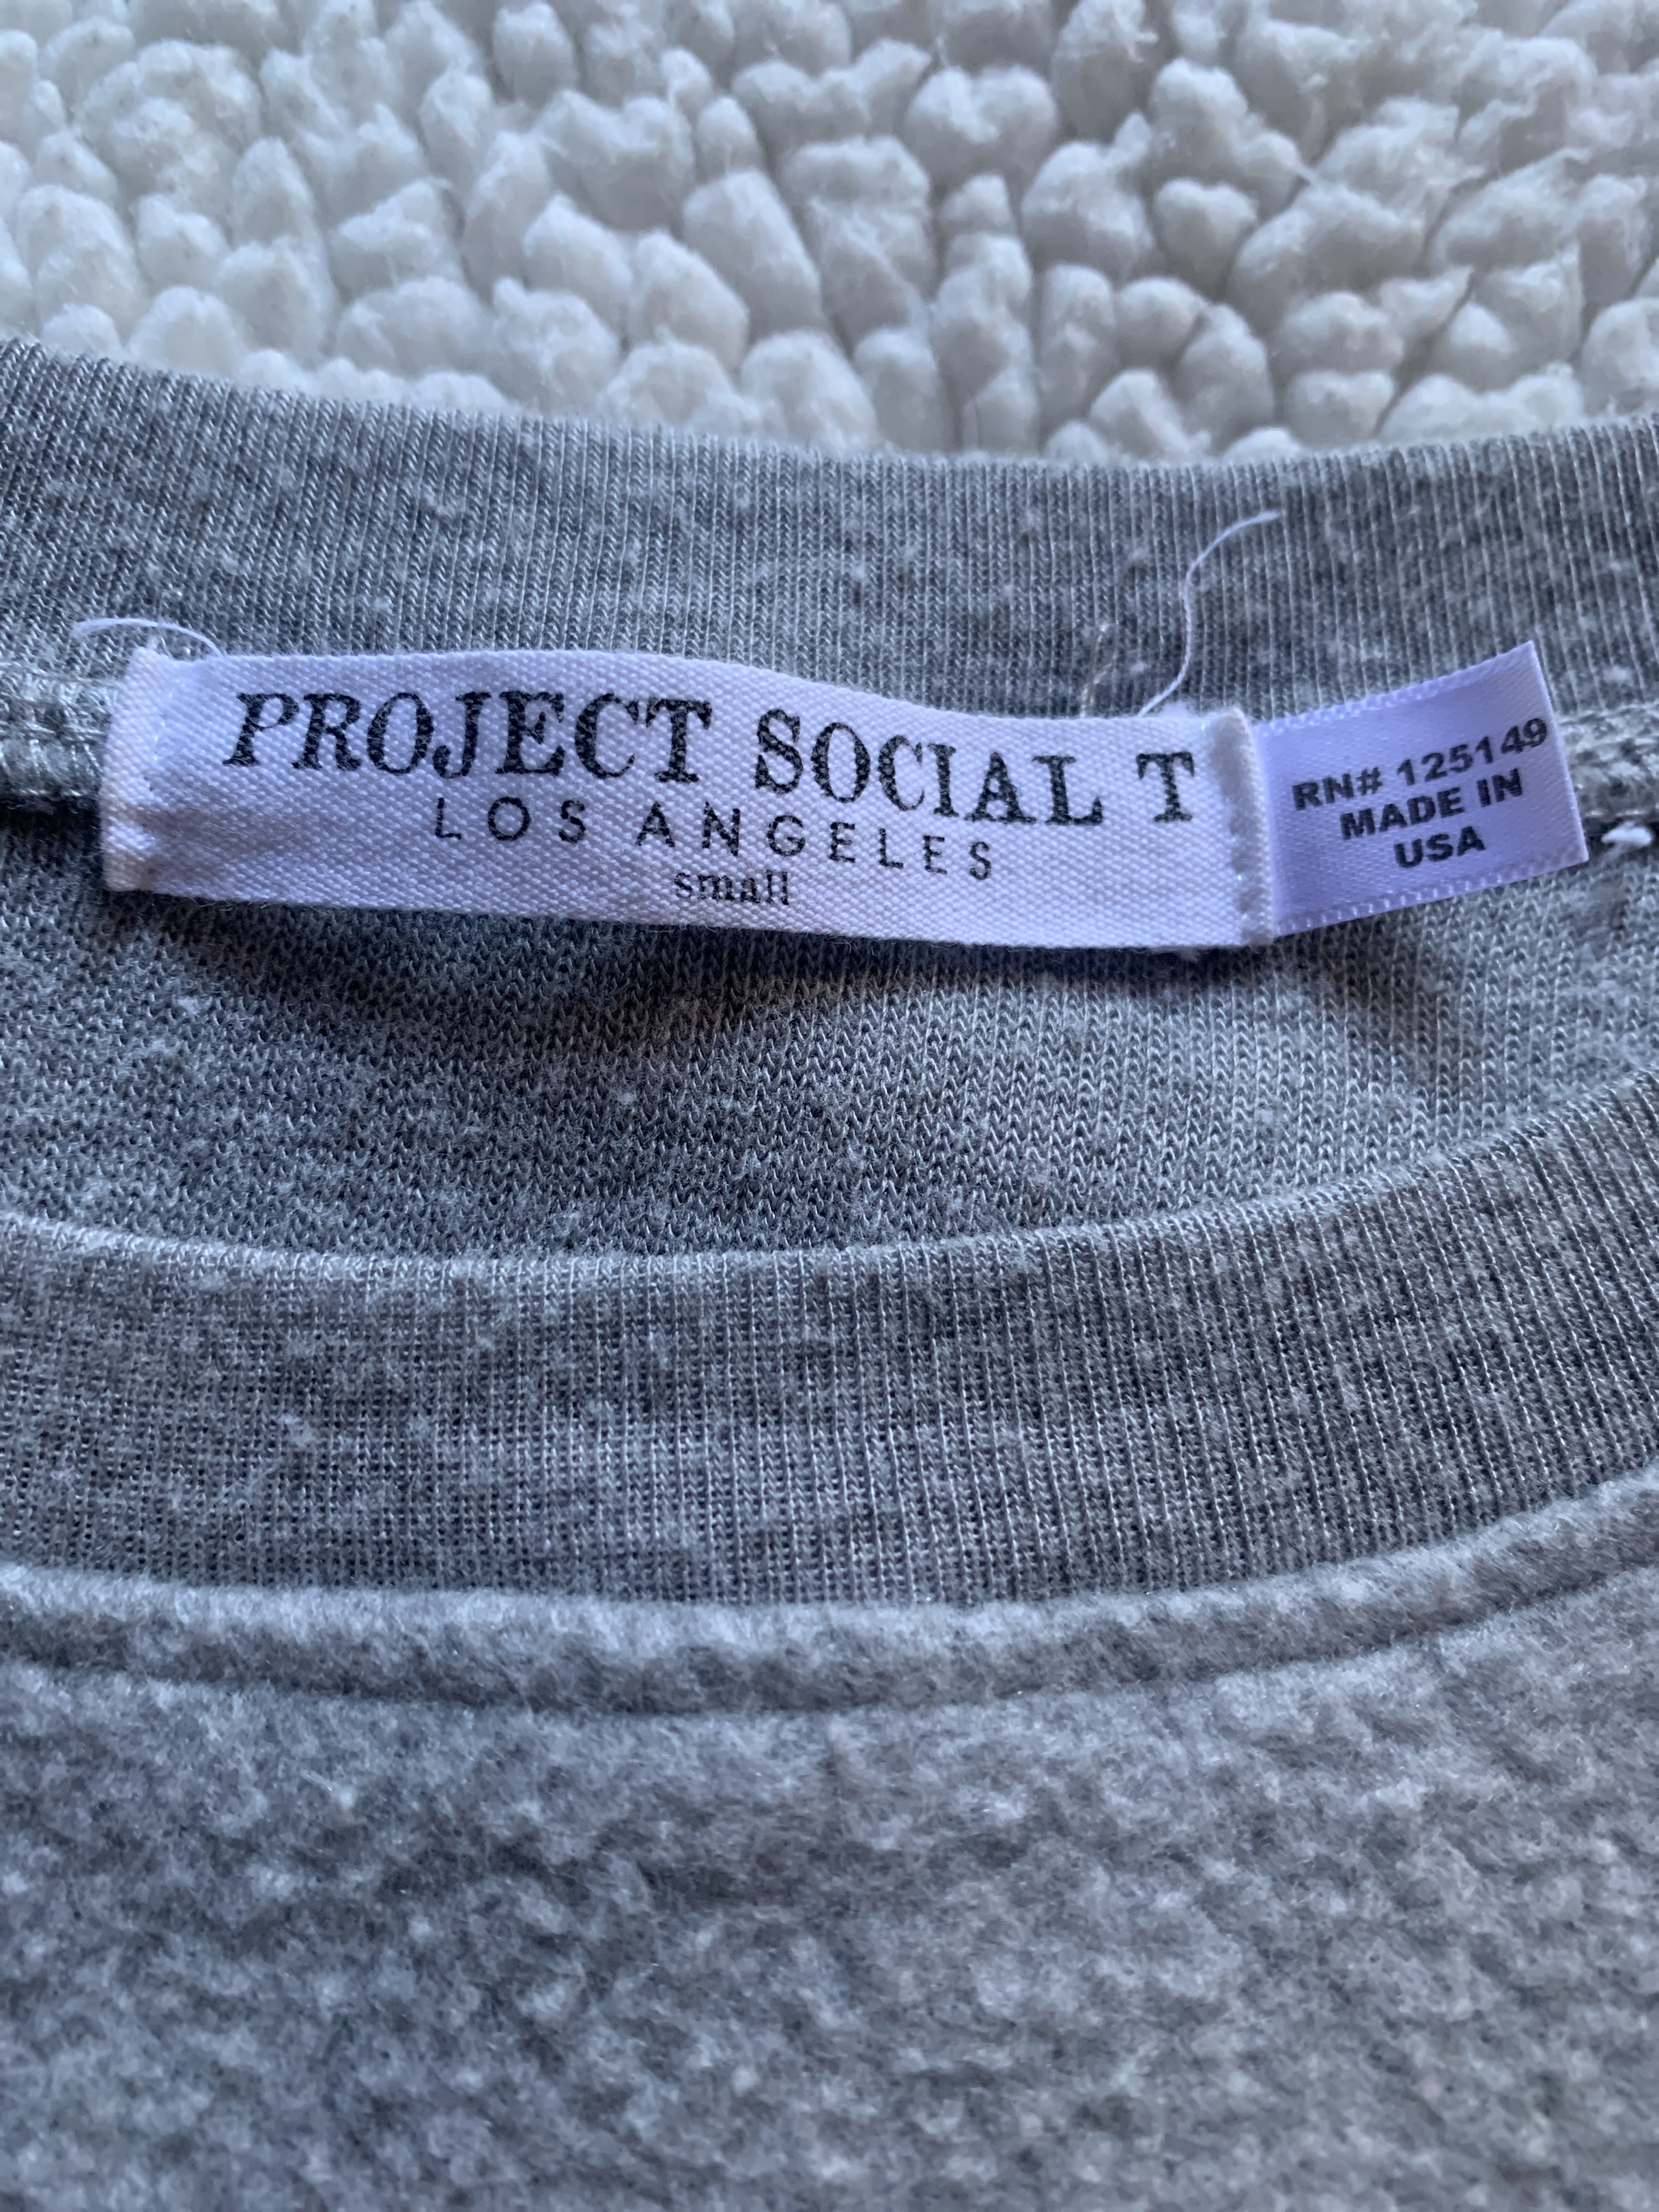 PROJECT SOCIAL T
LOS ANGELES
small
RN# 125149
MADE IN
USA